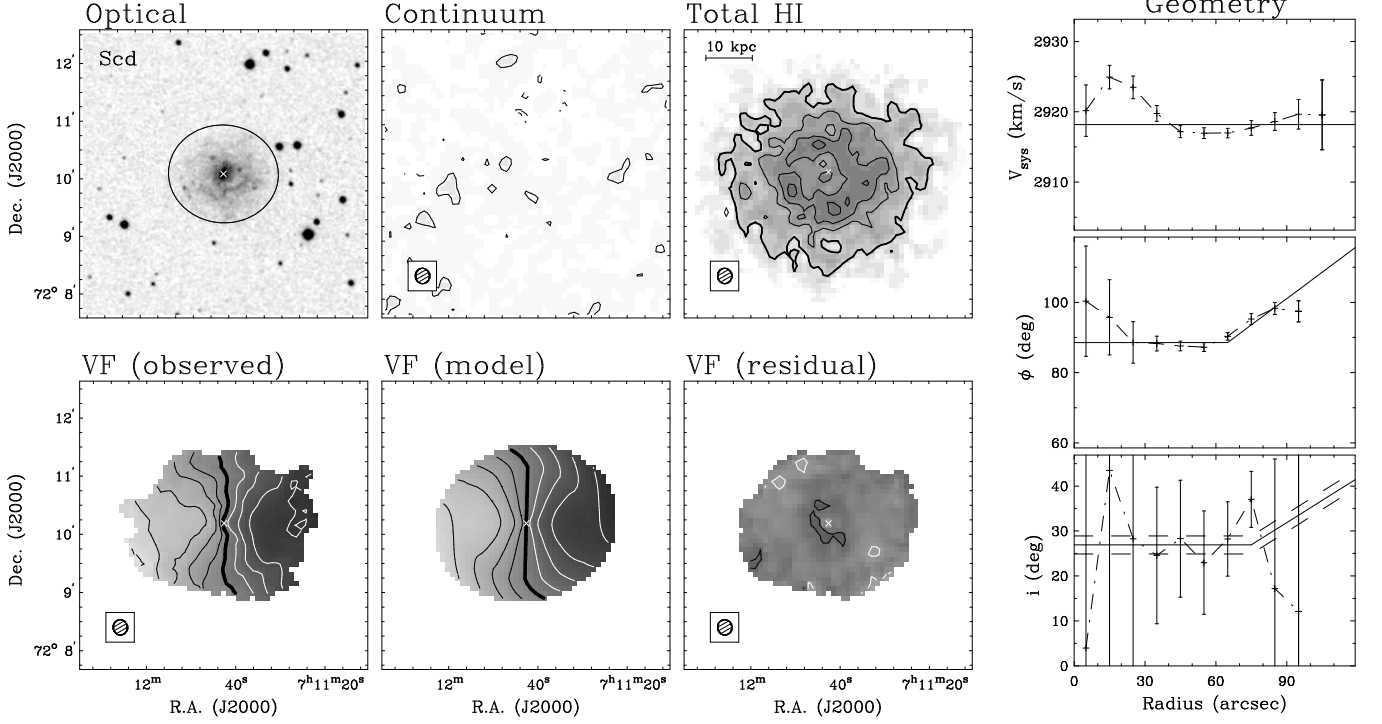 Optical
Continuum
Total HI
Geometry
Scd
10 kpc
12′
11′
10′
9′
72° 8′
Dec. (J2000)
2930
2920
2910
V_sys (km/s)
100
80
60
ϕ (deg)
VF (observed)
VF (model)
VF (residual)
12′
11′
10′
9′
72° 8′
Dec. (J2000)
12ᵐ 40ˢ 7ʰ11ᵐ20ˢ
12ᵐ 40ˢ 7ʰ11ᵐ20ˢ
12ᵐ 40ˢ 7ʰ11ᵐ20ˢ
R.A. (J2000)
R.A. (J2000)
R.A. (J2000)
40
30
20
10
0
i (deg)
0 30 60 90
Radius (arcsec)